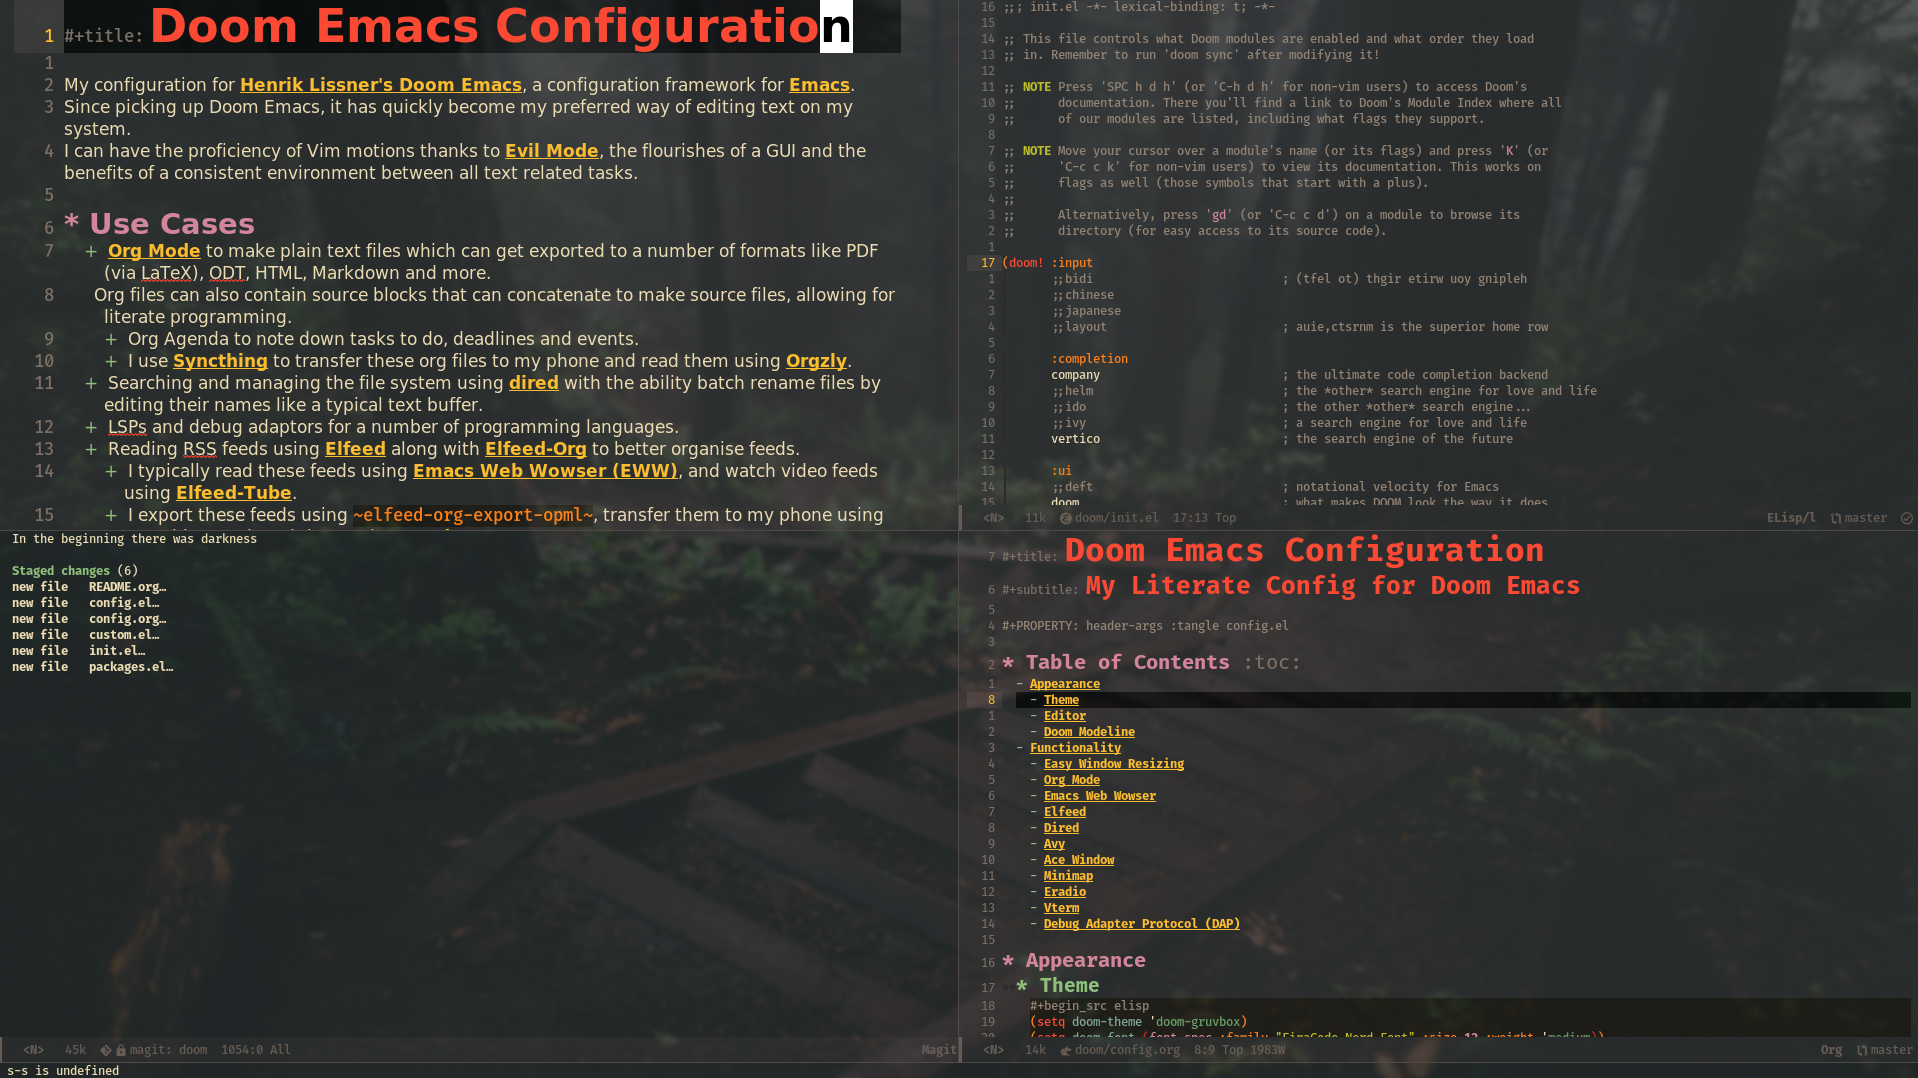 1 #+title: Doom Emacs Configuration
1
2 My configuration for Henrik Lissner's Doom Emacs, a configuration framework for Emacs.
3 Since picking up Doom Emacs, it has quickly become my preferred way of editing text on my
system.
4 I can have the proficiency of Vim motions thanks to Evil Mode, the flourishes of a GUI and the
benefits of a consistent environment between all text related tasks.
5
6 * Use Cases
7 + Org Mode to make plain text files which can get exported to a number of formats like PDF
(via LaTeX), ODT, HTML, Markdown and more.
8 Org files can also contain source blocks that can concatenate to make source files, allowing for
literate programming.
9 + Org Agenda to note down tasks to do, deadlines and events.
10 + I use Syncthing to transfer these org files to my phone and read them using Orgzly.
11 + Searching and managing the file system using dired with the ability batch rename files by
editing their names like a typical text buffer.
12 + LSPs and debug adaptors for a number of programming languages.
13 + Reading RSS feeds using Elfeed along with Elfeed-Org to better organise feeds.
14 + I typically read these feeds using Emacs Web Wowser (EWW), and watch video feeds
using Elfeed-Tube.
15 + I export these feeds using ~elfeed-org-export-opml~, transfer them to my phone using
16 ;;; init.el -*- lexical-binding: t; -*-
15
14 ;; This file controls what Doom modules are enabled and what order they load
13 ;; in. Remember to run 'doom sync' after modifying it!
12
11 ;; NOTE Press 'SPC h d h' (or 'C-h d h' for non-vim users) to access Doom's
10 ;; documentation. There you'll find a link to Doom's Module Index where all
9 ;; of our modules are listed, including what flags they support.
8
7 ;; NOTE Move your cursor over a module's name (or its flags) and press 'K' (or
6 ;; 'C-c c k' for non-vim users) to view its documentation. This works on
5 ;; flags as well (those symbols that start with a plus).
4 ;;
3 ;; Alternatively, press 'gd' (or 'C-c c d') on a module to browse its
2 ;; directory (for easy access to its source code).
1
17 (doom! :input
1 ;;bidi ; (tfel ot) thgir etirw uoy gnipleh
2 ;;chinese
3 ;;japanese
4 ;;layout ; auie,ctsrnm is the superior home row
5
6 :completion
7 company ; the ultimate code completion backend
8 ;;helm ; the *other* search engine for love and life
9 ;;ido ; the other *other* search engine...
10 ;;ivy ; a search engine for love and life
11 vertico ; the search engine of the future
12
13 :ui
14 ;;deft ; notational velocity for Emacs
15 doom ; what makes DOOM look the way it does
<N> 11k doom/init.el 17:13 Top ELisp/l master
In the beginning there was darkness
Staged changes (6)
new file README.org…
new file config.el…
new file config.org…
new file custom.el…
new file init.el…
new file packages.el…
<N> 45k magit: doom 1054:0 All Magit
7 #+title: Doom Emacs Configuration
6 #+subtitle: My Literate Config for Doom Emacs
5
4 #+PROPERTY: header-args :tangle config.el
3
2 * Table of Contents :toc:
1 - Appearance
8 - Theme
1 - Editor
2 - Doom Modeline
3 - Functionality
4 - Easy Window Resizing
5 - Org Mode
6 - Emacs Web Wowser
7 - Elfeed
8 - Dired
9 - Avy
10 - Ace Window
11 - Minimap
12 - Eradio
13 - Vterm
14 - Debug Adapter Protocol (DAP)
15
16 * Appearance
17 * Theme
18 #+begin_src elisp
19 (setq doom-theme 'doom-gruvbox)
20 (setq doom-font (font-spec :family "FiraCode Nerd Font" :size 12 :weight 'medium))
<N> 14k doom/config.org 8:9 Top 1983W Org master
s-s is undefined